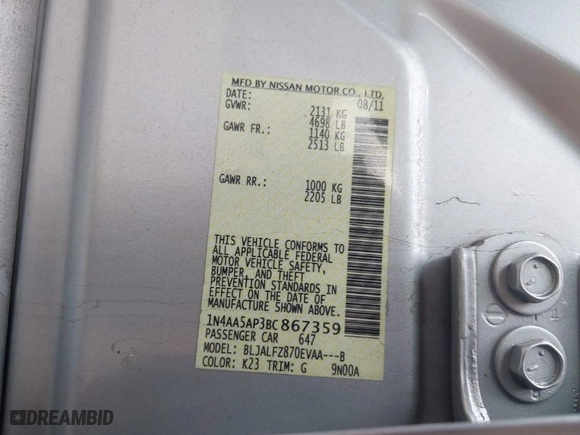 MFD BY NISSAN MOTOR CO., LTD.
DATE: 08/11
GVWR: 2131 KG
4698 LB
GAWR FR.: 1140 KG
2513 LB
GAWR RR.: 1000 KG
2205 LB
THIS VEHICLE CONFORMS TO
ALL APPLICABLE FEDERAL
MOTOR VEHICLE SAFETY,
BUMPER, AND THEFT
PREVENTION STANDARDS IN
EFFECT ON THE DATE OF
MANUFACTURE SHOWN ABOVE.
1N4AA5AP3BC867359
PASSENGER CAR 647
MODEL: BLJALFZ870EVAA---B
COLOR: K23 TRIM: G 9N00A
DREAMBID